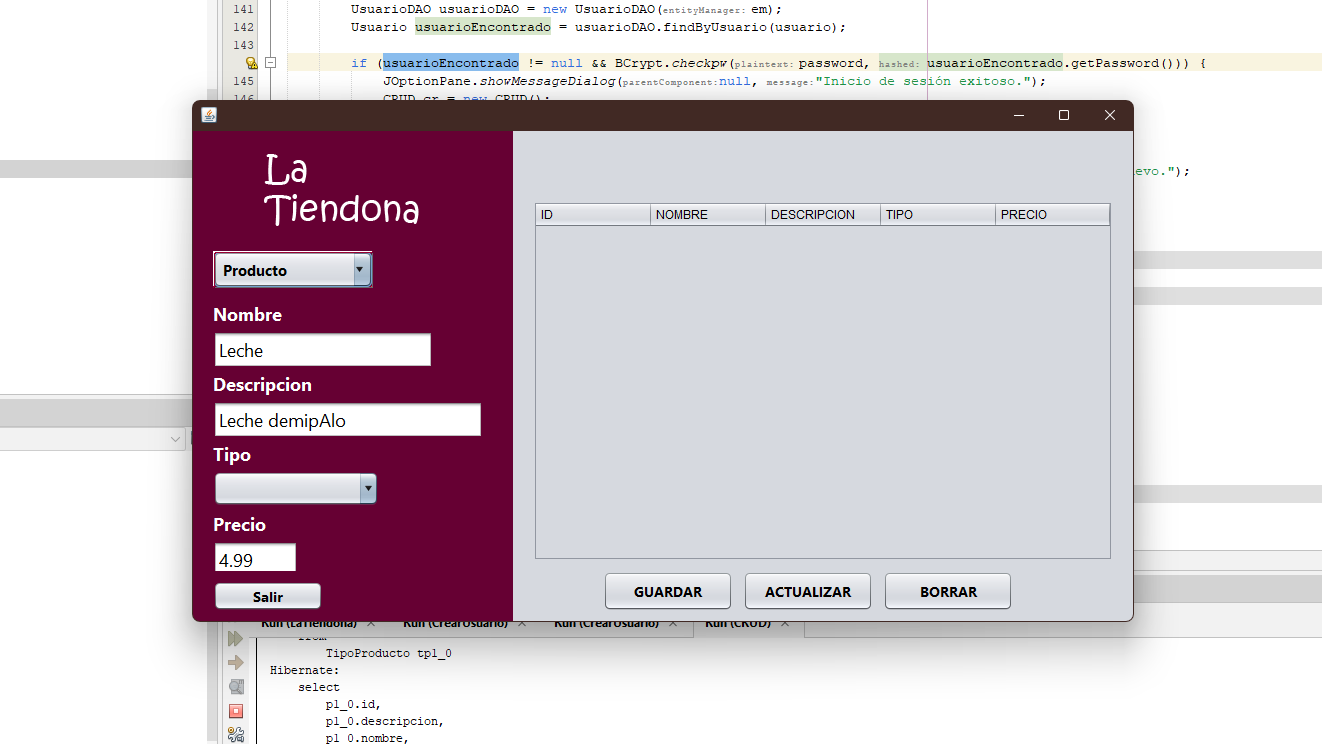 141 UsuarioDAO usuarioDAO = new UsuarioDAO(entityManager: em);
142 Usuario usuarioEncontrado = usuarioDAO.findByUsuario(usuario);
143
if (usuarioEncontrado != null && BCrypt.checkpw(plaintext: password, hashed: usuarioEncontrado.getPassword())) {
145 JOptionPane.showMessageDialog(parentComponent:null, message:"Inicio de sesión exitoso.");
146 CRUD cr = new CRUD();
evo.");
La
Tiendona
Producto
Nombre
Leche
Descripcion
Leche demipAlo
Tipo
Precio
4.99
Salir
ID NOMBRE DESCRIPCION TIPO PRECIO
GUARDAR ACTUALIZAR BORRAR
Run (LaTiendona) × Run (CrearUsuario) × Run (CrearUsuario) × Run (CRUD) ×
from
TipoProducto tp1_0
Hibernate:
select
p1_0.id,
p1_0.descripcion,
p1_0.nombre,